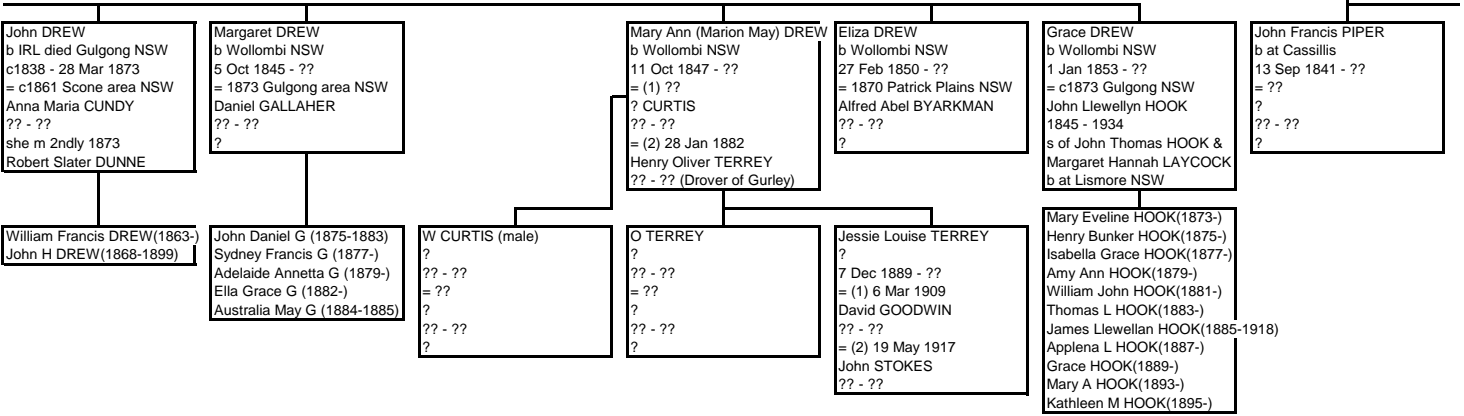 John DREW
b IRL died Gulgong NSW
c1838 - 28 Mar 1873
= c1861 Scone area NSW
Anna Maria CUNDY
?? - ??
she m 2ndly 1873
Robert Slater DUNNE
Margaret DREW
b Wollombi NSW
5 Oct 1845 - ??
= 1873 Gulgong area NSW
Daniel GALLAHER
?? - ??
?
Mary Ann (Marion May) DREW
b Wollombi NSW
11 Oct 1847 - ??
= (1) ??
? CURTIS
?? - ??
= (2) 28 Jan 1882
Henry Oliver TERREY
?? - ?? (Drover of Gurley)
Eliza DREW
b Wollombi NSW
27 Feb 1850 - ??
= 1870 Patrick Plains NSW
Alfred Abel BYARKMAN
?? - ??
?
Grace DREW
b Wollombi NSW
1 Jan 1853 - ??
= c1873 Gulgong NSW
John Llewellyn HOOK
1845 - 1934
s of John Thomas HOOK &
Margaret Hannah LAYCOCK
b at Lismore NSW
John Francis PIPER
b at Cassillis
13 Sep 1841 - ??
= ??
?
?? - ??
?
William Francis DREW(1863-)
John H DREW(1868-1899)
John Daniel G (1875-1883)
Sydney Francis G (1877-)
Adelaide Annetta G (1879-)
Ella Grace G (1882-)
Australia May G (1884-1885)
W CURTIS (male)
?
?? - ??
= ??
?
?? - ??
?
O TERREY
?
?? - ??
= ??
?
?? - ??
?
Jessie Louise TERREY
?
7 Dec 1889 - ??
= (1) 6 Mar 1909
David GOODWIN
?? - ??
= (2) 19 May 1917
John STOKES
?? - ??
Mary Eveline HOOK(1873-)
Henry Bunker HOOK(1875-)
Isabella Grace HOOK(1877-)
Amy Ann HOOK(1879-)
William John HOOK(1881-)
Thomas L HOOK(1883-)
James Llewellan HOOK(1885-1918)
Applena L HOOK(1887-)
Grace HOOK(1889-)
Mary A HOOK(1893-)
Kathleen M HOOK(1895-)